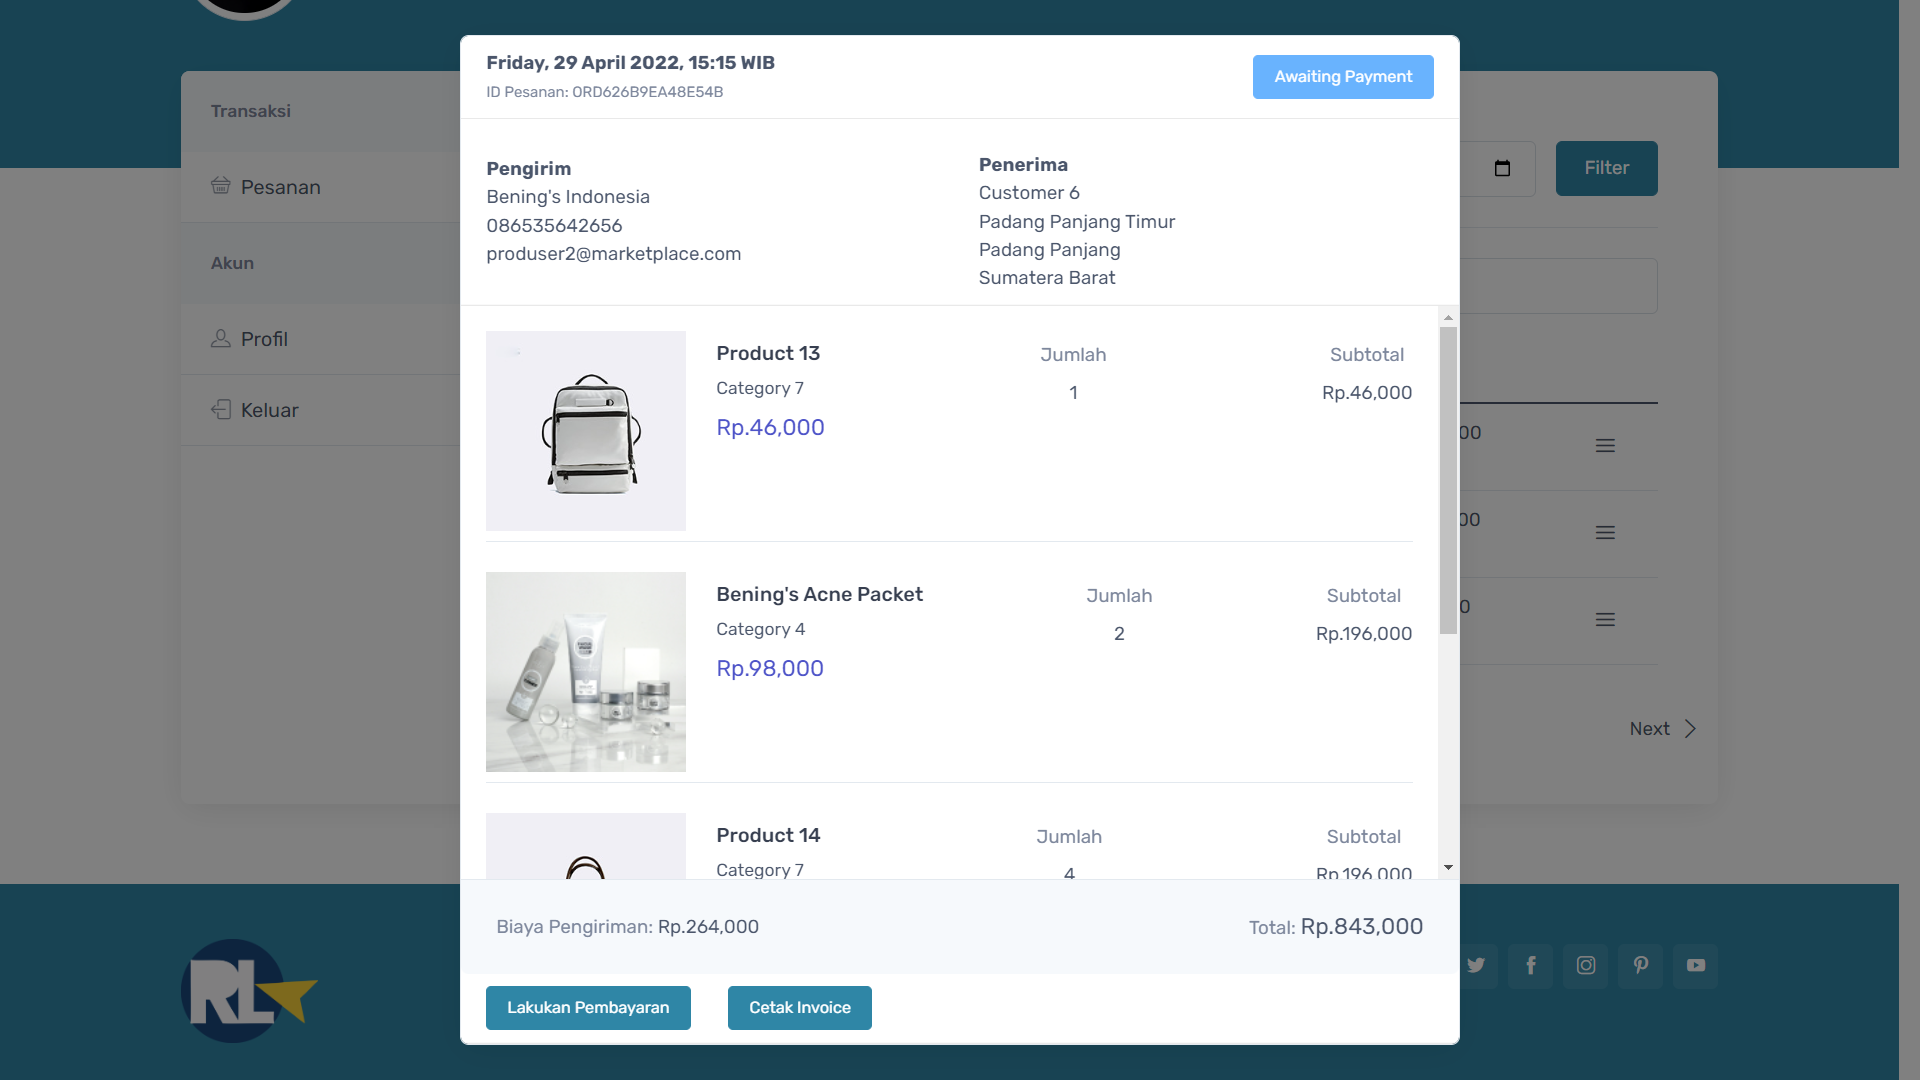 Friday, 29 April 2022, 15:15 WIB
ID Pesanan: ORD626B9EA48E54B
Awaiting Payment
Transaksi
Pesanan
Akun
Profil
Keluar
Pengirim
Bening's Indonesia
086535642656
produser2@marketplace.com
Penerima
Customer 6
Padang Panjang Timur
Padang Panjang
Sumatera Barat
Filter
Product 13
Category 7
Rp.46,000
Jumlah
1
Subtotal
Rp.46,000
Bening's Acne Packet
Category 4
Rp.98,000
Jumlah
2
Subtotal
Rp.196,000
Product 14
Category 7
Jumlah
4
Subtotal
Rp.196,000
00
00
0
Next
Biaya Pengiriman: Rp.264,000
Total: Rp.843,000
Lakukan Pembayaran
Cetak Invoice
RL